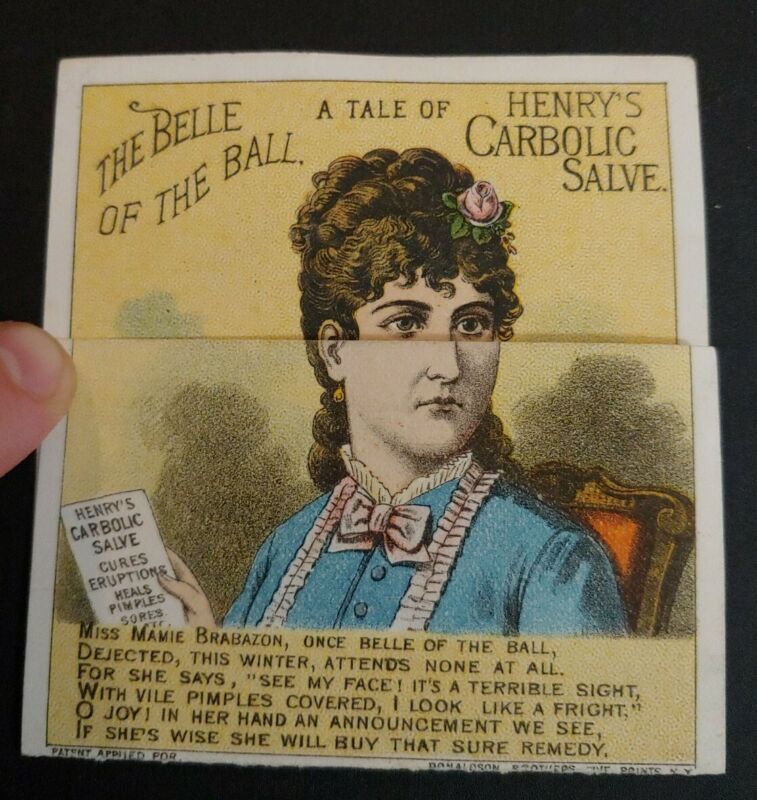 THE BELLE
OF THE BALL.
A TALE OF
HENRY'S
CARBOLIC
SALVE.
HENRY'S
CARBOLIC
SALVE
CURES
ERUPTIONS
HEALS
PIMPLES
SORES
MISS MAMIE BRABAZON, ONCE BELLE OF THE BALL,
DEJECTED, THIS WINTER, ATTENDS NONE AT ALL.
FOR SHE SAYS, "SEE MY FACE! IT'S A TERRIBLE SIGHT,
WITH VILE PIMPLES COVERED, I LOOK LIKE A FRIGHT."
O JOY! IN HER HAND AN ANNOUNCEMENT WE SEE,
IF SHE'S WISE SHE WILL BUY THAT SURE REMEDY.
PATENT APPLIED FOR.
DONALDSON BROTHERS, FIVE POINTS, N.Y.